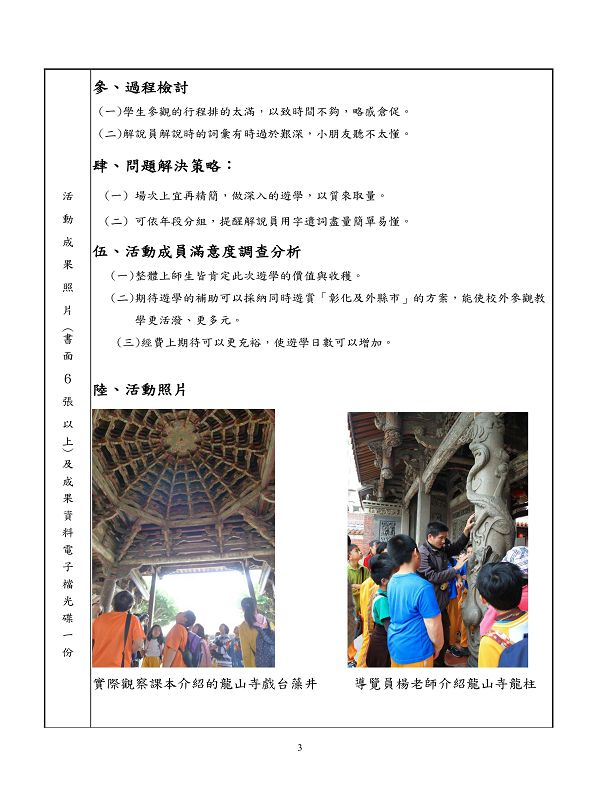 參、過程檢討
(一)學生參觀的行程排的太滿，以致時間不夠，略感倉促。
(二)解說員解說時的詞彙有時過於艱深，小朋友聽不太懂。
肆、問題解決策略：
(一) 場次上宜再精簡，做深入的遊學，以質來取量。
(二) 可依年段分組，提醒解說員用字遣詞盡量簡單易懂。
伍、活動成員滿意度調查分析
(一)整體上師生皆肯定此次遊學的價值與收穫。
(二)期待遊學的補助可以採納同時遊賞「彰化及外縣市」的方案，能使校外參觀教
學更活潑、更多元。
(三)經費上期待可以更充裕，使遊學日數可以增加。
陸、活動照片
活動成果照片(書面6張以上)及成果資料電子檔光碟一份
實際觀察課本介紹的龍山寺戲台藻井
導覽員楊老師介紹龍山寺龍柱
3